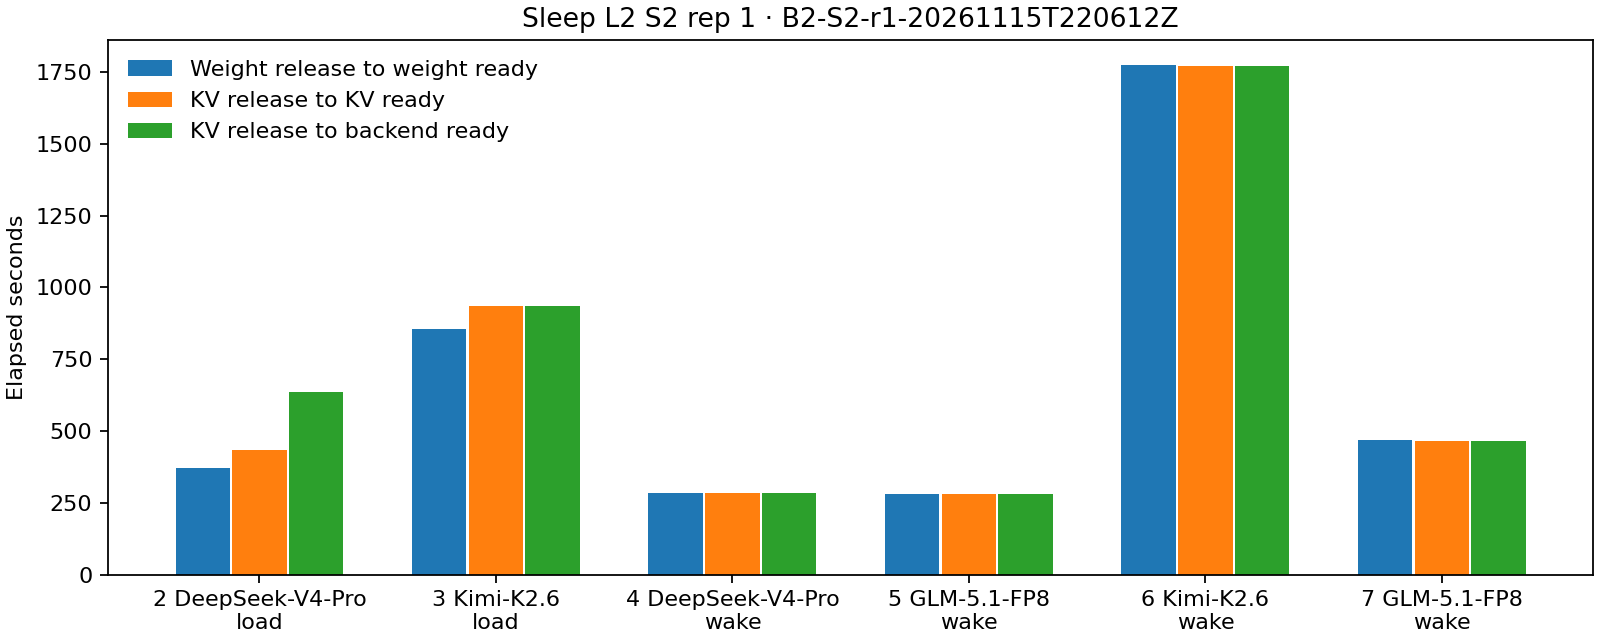 Sleep L2 S2 rep 1 · B2-S2-r1-20261115T220612Z
Weight release to weight ready
KV release to KV ready
KV release to backend ready
Elapsed seconds
1750
1500
1250
1000
750
500
250
0
2 DeepSeek-V4-Pro
load
3 Kimi-K2.6
load
4 DeepSeek-V4-Pro
wake
5 GLM-5.1-FP8
wake
6 Kimi-K2.6
wake
7 GLM-5.1-FP8
wake